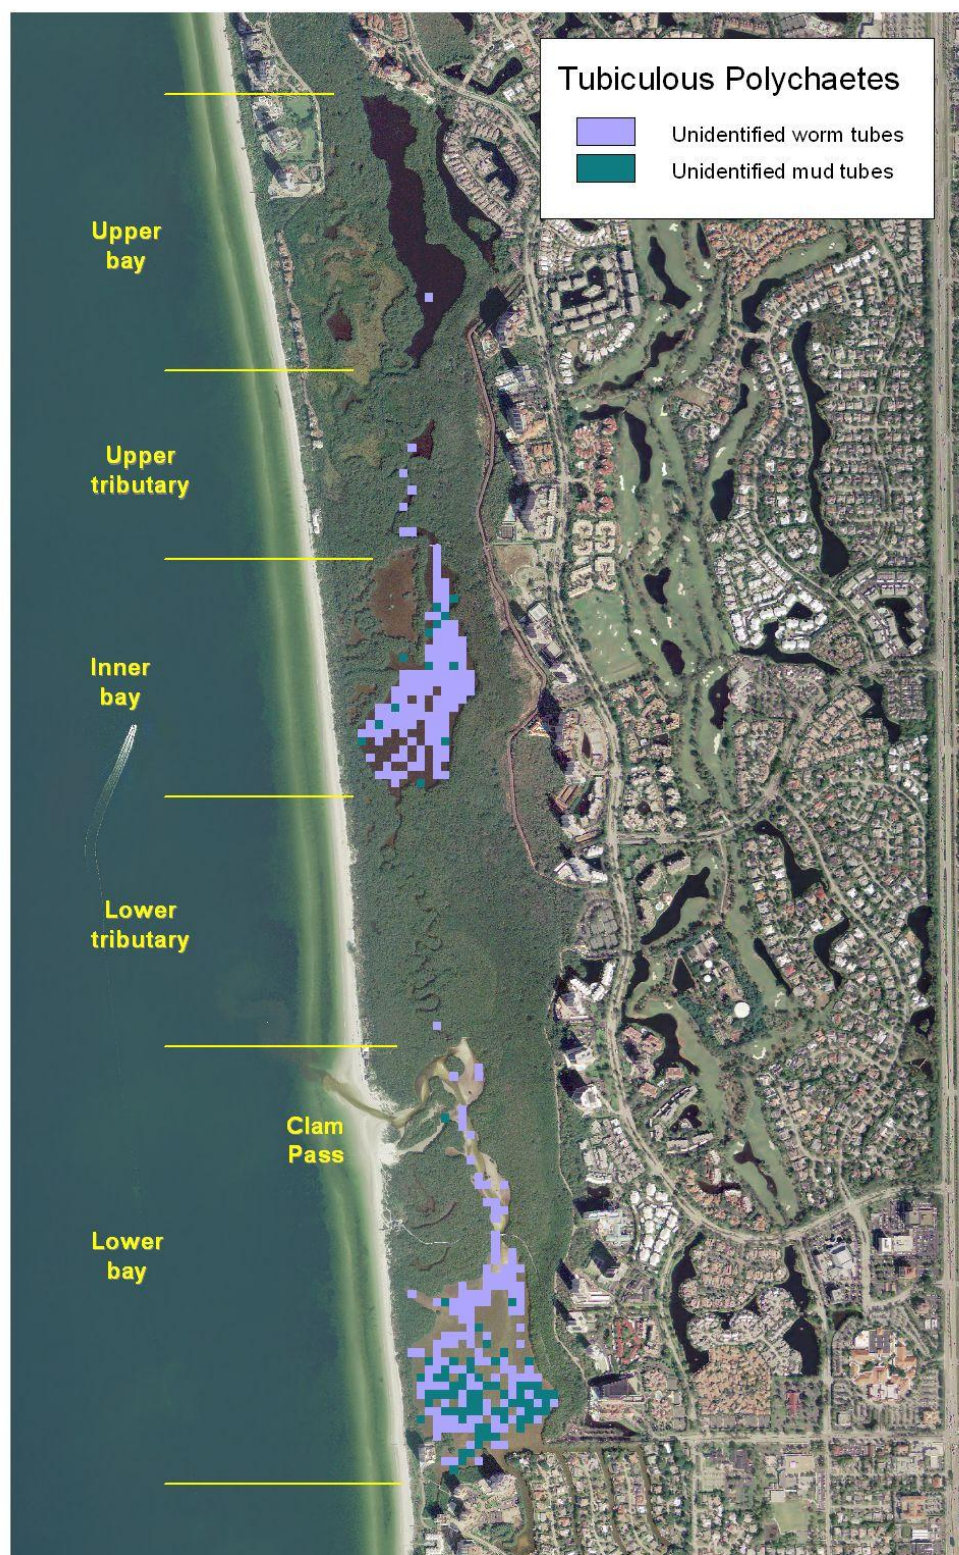 Tubiculous Polychaetes
Unidentified worm tubes
Unidentified mud tubes
Upper
bay
Upper
tributary
Inner
bay
Lower
tributary
Clam
Pass
Lower
bay